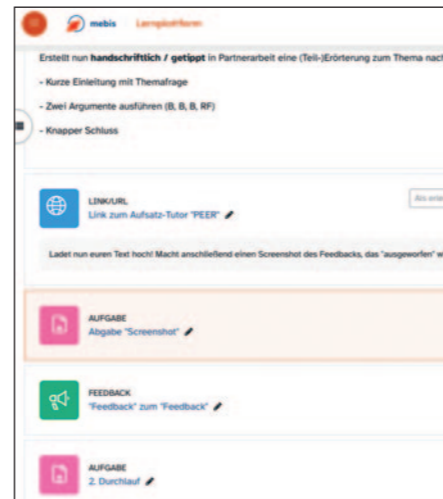 mebis Lernplattform
Erstellt nun handschriftlich / getippt in Partnerarbeit eine (Teil-)Erörterung zum Thema nach
- Kurze Einleitung mit Themafrage
- Zwei Argumente ausführen (B, B, B, RF)
- Knapper Schluss
LINK/URL
Link zum Aufsatz-Tutor "PEER"
Als
Ladet nun euren Text hoch! Macht anschließend einen Screenshot des Feedbacks, das "ausgeworfen" w
AUFGABE
Abgabe "Screenshot"
FEEDBACK
"Feedback" zum "Feedback"
AUFGABE
2. Durchlauf